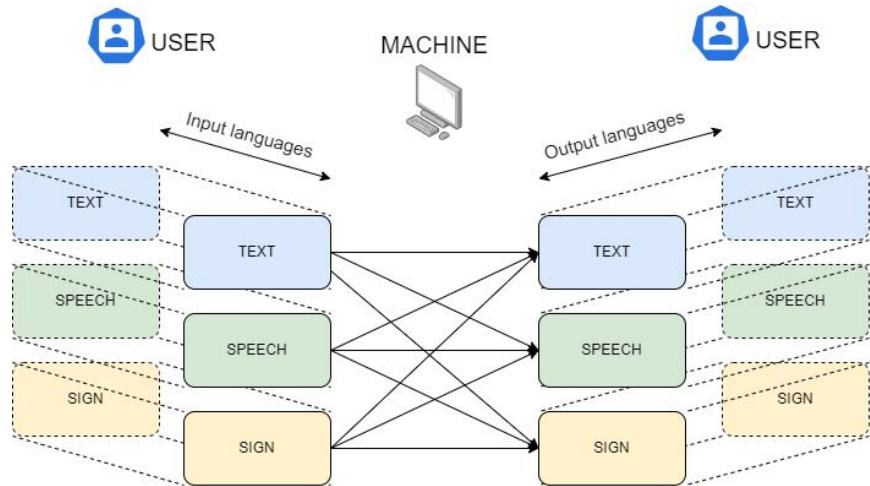 USER
MACHINE
USER
Input languages
Output languages
TEXT
TEXT
TEXT
TEXT
SPEECH
SPEECH
SPEECH
SPEECH
SIGN
SIGN
SIGN
SIGN